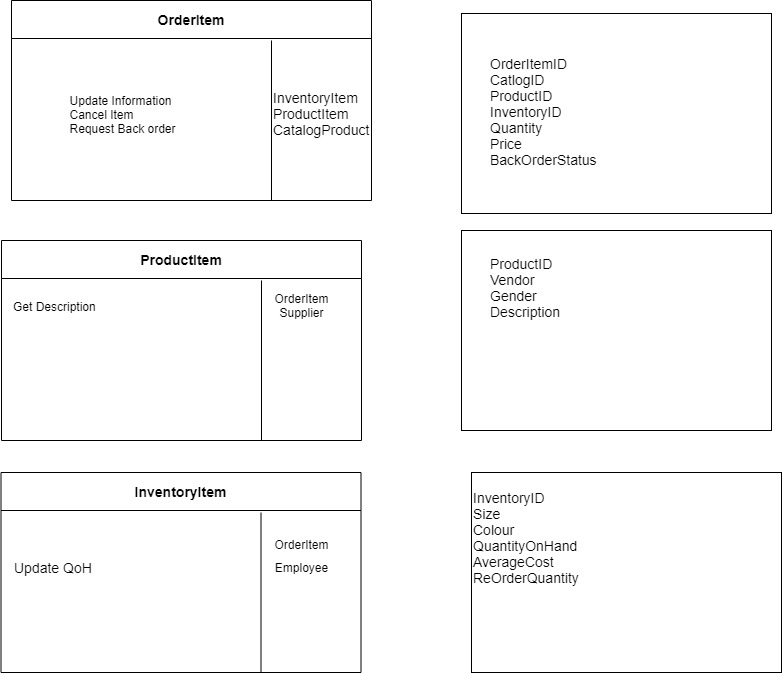 OrderItem
Update Information
Cancel Item
Request Back order
InventoryItem
ProductItem
CatalogProduct
OrderItemID
CatlogID
ProductID
InventoryID
Quantity
Price
BackOrderStatus
ProductItem
Get Description
OrderItem
Supplier
ProductID
Vendor
Gender
Description
InventoryItem
Update QoH
OrderItem
Employee
InventoryID
Size
Colour
QuantityOnHand
AverageCost
ReOrderQuantity